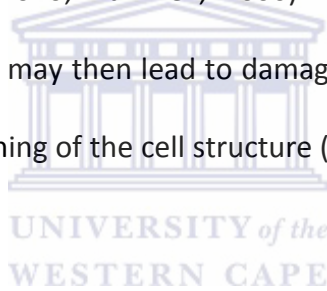 may then lead to damag
ning of the cell structure (
UNIVERSITY of the
WESTERN CAPE